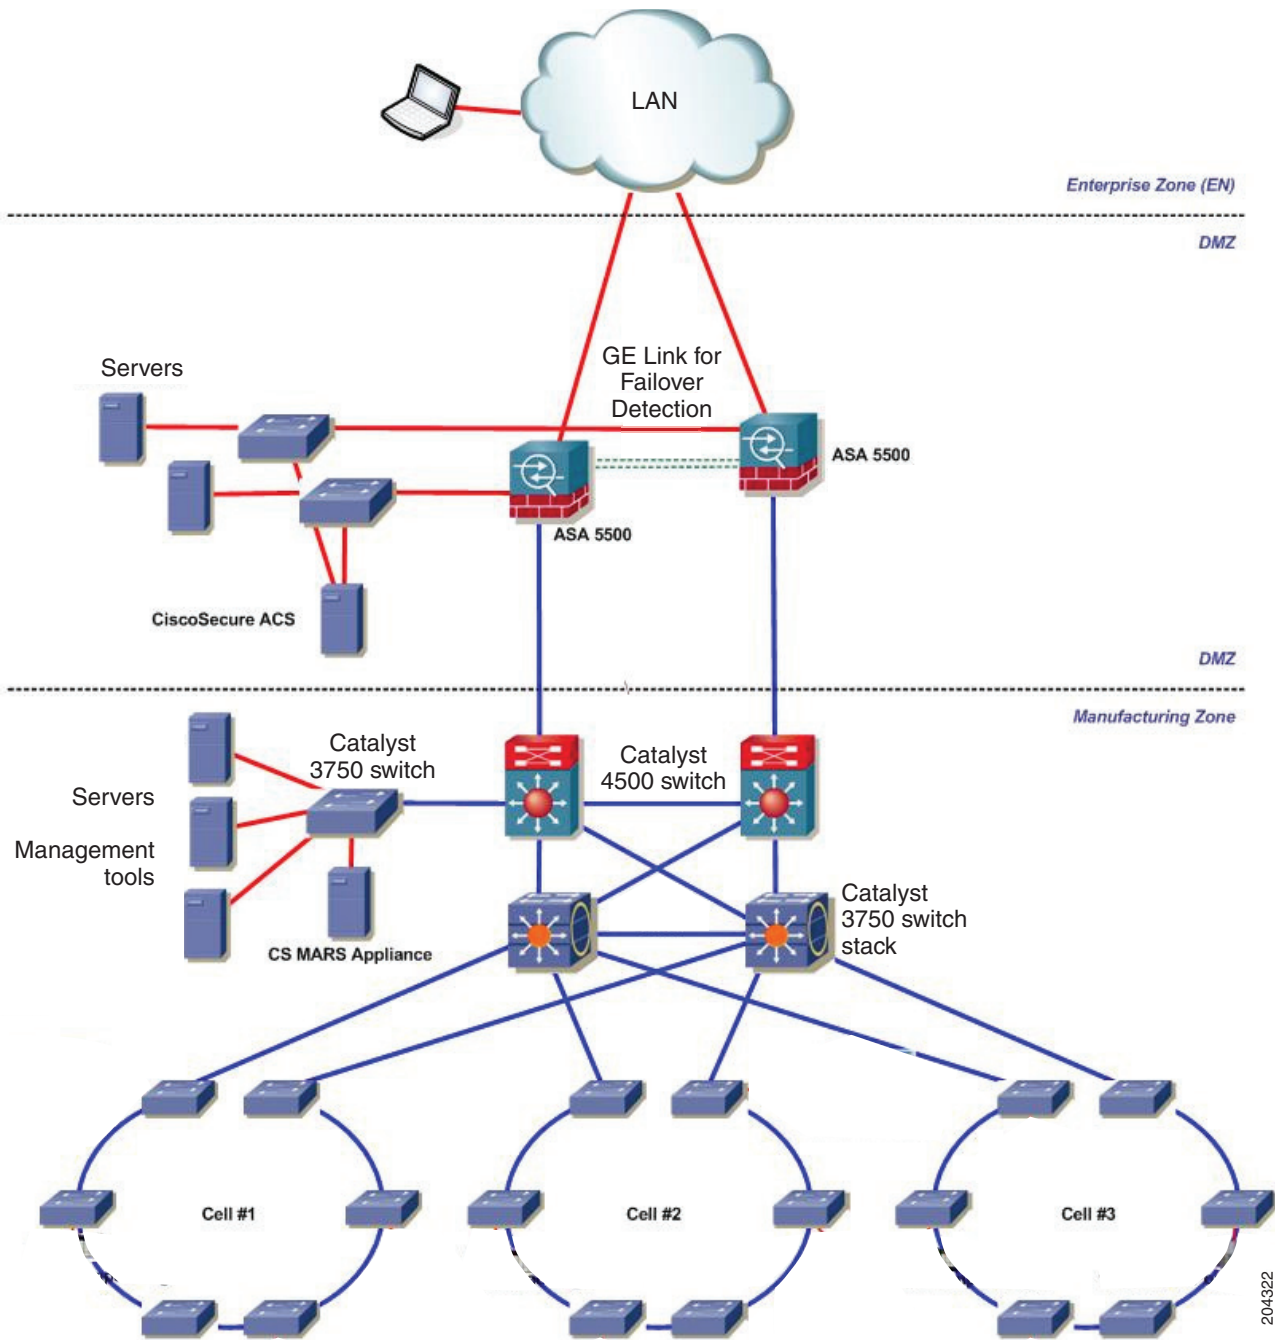 LAN
Enterprise Zone (EN)
DMZ
Servers
GE Link for
Failover
Detection
ASA 5500
ASA 5500
CiscoSecure ACS
DMZ
Manufacturing Zone
Catalyst
3750 switch
Catalyst
4500 switch
Servers
Management
tools
Catalyst
3750 switch
stack
CS MARS Appliance
Cell #1
Cell #2
Cell #3
204322